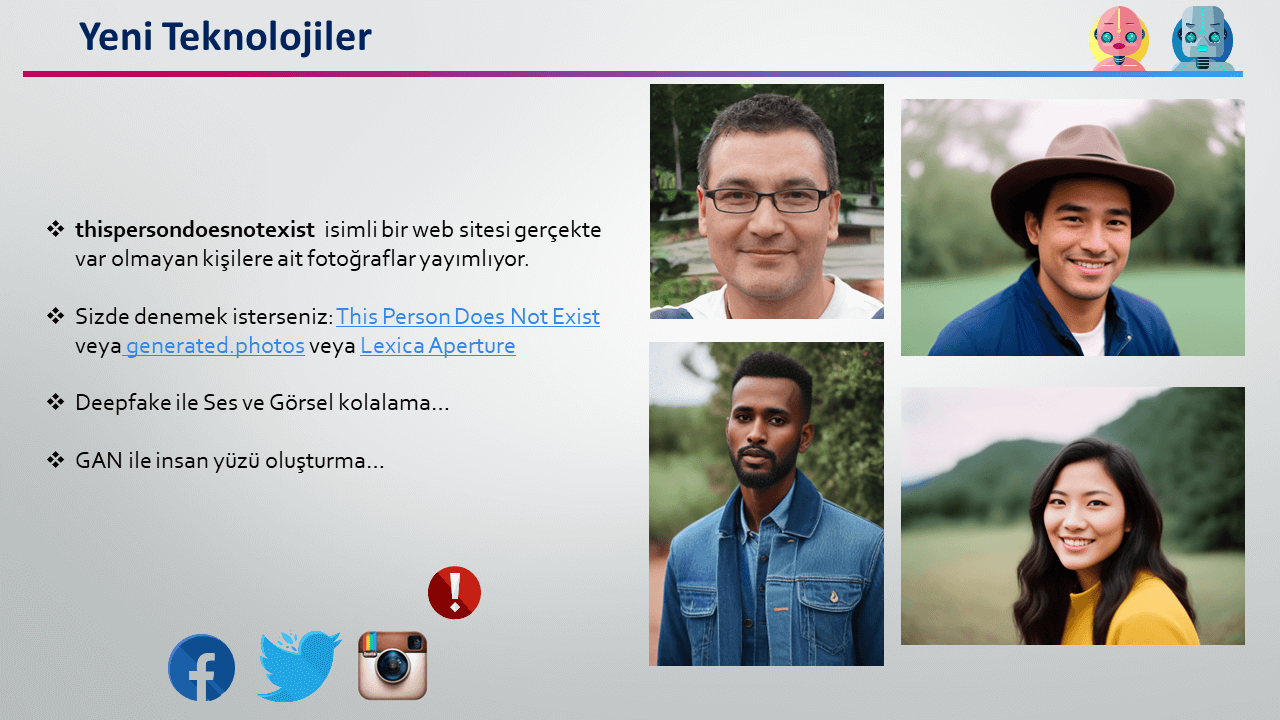 Yeni Teknolojiler
❖ thispersondoesnotexist isimli bir web sitesi gerçekte
var olmayan kişilere ait fotoğraflar yayımlıyor.
❖ Sizde denemek isterseniz: This Person Does Not Exist
veya generated.photos veya Lexica Aperture
❖ Deepfake ile Ses ve Görsel kolalama...
❖ GAN ile insan yüzü oluşturma...